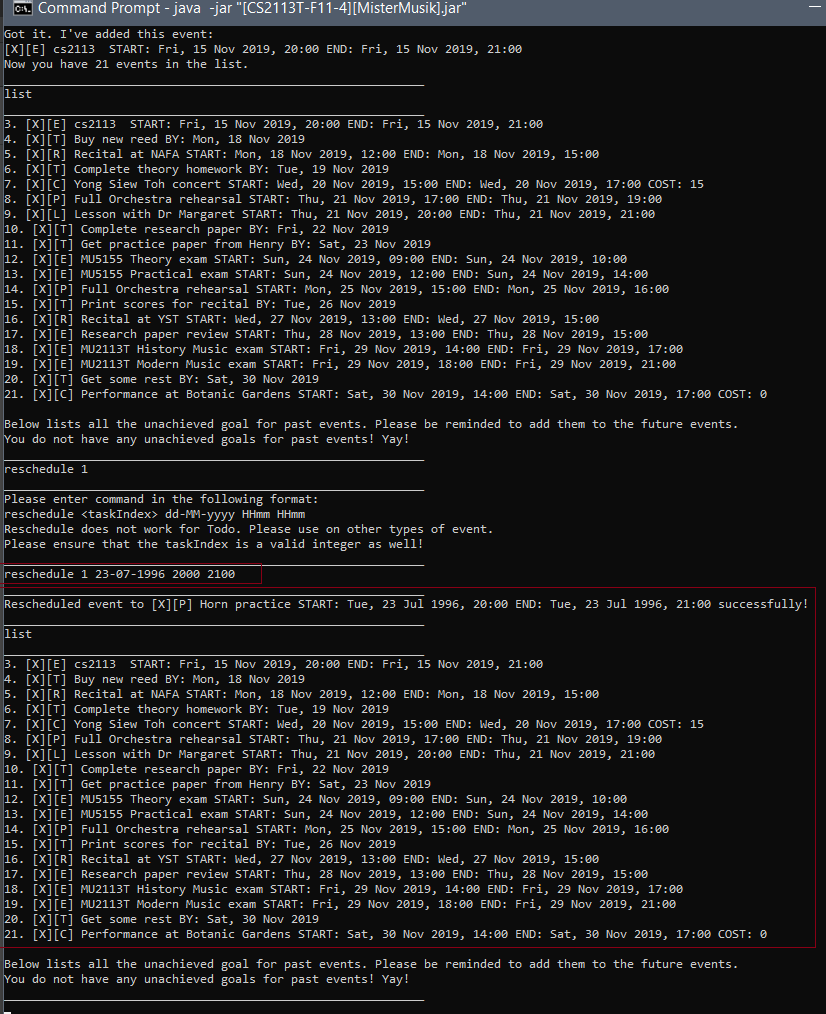 Command Prompt - java  -jar "[CS2113T-F11-4][MisterMusik].jar"
Got it. I've added this event:
[X][E] cs2113  START: Fri, 15 Nov 2019, 20:00 END: Fri, 15 Nov 2019, 21:00
Now you have 21 events in the list.
list
3. [X][E] cs2113  START: Fri, 15 Nov 2019, 20:00 END: Fri, 15 Nov 2019, 21:00
4. [X][T] Buy new reed BY: Mon, 18 Nov 2019
5. [X][R] Recital at NAFA START: Mon, 18 Nov 2019, 12:00 END: Mon, 18 Nov 2019, 15:00
6. [X][T] Complete theory homework BY: Tue, 19 Nov 2019
7. [X][C] Yong Siew Toh concert START: Wed, 20 Nov 2019, 15:00 END: Wed, 20 Nov 2019, 17:00 COST: 15
8. [X][P] Full Orchestra rehearsal START: Thu, 21 Nov 2019, 17:00 END: Thu, 21 Nov 2019, 19:00
9. [X][L] Lesson with Dr Margaret START: Thu, 21 Nov 2019, 20:00 END: Thu, 21 Nov 2019, 21:00
10. [X][T] Complete research paper BY: Fri, 22 Nov 2019
11. [X][T] Get practice paper from Henry BY: Sat, 23 Nov 2019
12. [X][E] MU5155 Theory exam START: Sun, 24 Nov 2019, 09:00 END: Sun, 24 Nov 2019, 10:00
13. [X][E] MU5155 Practical exam START: Sun, 24 Nov 2019, 12:00 END: Sun, 24 Nov 2019, 14:00
14. [X][P] Full Orchestra rehearsal START: Mon, 25 Nov 2019, 15:00 END: Mon, 25 Nov 2019, 16:00
15. [X][T] Print scores for recital BY: Tue, 26 Nov 2019
16. [X][R] Recital at YST START: Wed, 27 Nov 2019, 13:00 END: Wed, 27 Nov 2019, 15:00
17. [X][E] Research paper review START: Thu, 28 Nov 2019, 13:00 END: Thu, 28 Nov 2019, 15:00
18. [X][E] MU2113T History Music exam START: Fri, 29 Nov 2019, 14:00 END: Fri, 29 Nov 2019, 17:00
19. [X][E] MU2113T Modern Music exam START: Fri, 29 Nov 2019, 18:00 END: Fri, 29 Nov 2019, 21:00
20. [X][T] Get some rest BY: Sat, 30 Nov 2019
21. [X][C] Performance at Botanic Gardens START: Sat, 30 Nov 2019, 14:00 END: Sat, 30 Nov 2019, 17:00 COST: 0
Below lists all the unachieved goal for past events. Please be reminded to add them to the future events.
You do not have any unachieved goals for past events! Yay!
reschedule 1
Please enter command in the following format:
reschedule <taskIndex> dd-MM-yyyy HHmm HHmm
Reschedule does not work for Todo. Please use on other types of event.
Please ensure that the taskIndex is a valid integer as well!
reschedule 1 23-07-1996 2000 2100
Rescheduled event to [X][P] Horn practice START: Tue, 23 Jul 1996, 20:00 END: Tue, 23 Jul 1996, 21:00 successfully!
list
3. [X][E] cs2113  START: Fri, 15 Nov 2019, 20:00 END: Fri, 15 Nov 2019, 21:00
4. [X][T] Buy new reed BY: Mon, 18 Nov 2019
5. [X][R] Recital at NAFA START: Mon, 18 Nov 2019, 12:00 END: Mon, 18 Nov 2019, 15:00
6. [X][T] Complete theory homework BY: Tue, 19 Nov 2019
7. [X][C] Yong Siew Toh concert START: Wed, 20 Nov 2019, 15:00 END: Wed, 20 Nov 2019, 17:00 COST: 15
8. [X][P] Full Orchestra rehearsal START: Thu, 21 Nov 2019, 17:00 END: Thu, 21 Nov 2019, 19:00
9. [X][L] Lesson with Dr Margaret START: Thu, 21 Nov 2019, 20:00 END: Thu, 21 Nov 2019, 21:00
10. [X][T] Complete research paper BY: Fri, 22 Nov 2019
11. [X][T] Get practice paper from Henry BY: Sat, 23 Nov 2019
12. [X][E] MU5155 Theory exam START: Sun, 24 Nov 2019, 09:00 END: Sun, 24 Nov 2019, 10:00
13. [X][E] MU5155 Practical exam START: Sun, 24 Nov 2019, 12:00 END: Sun, 24 Nov 2019, 14:00
14. [X][P] Full Orchestra rehearsal START: Mon, 25 Nov 2019, 15:00 END: Mon, 25 Nov 2019, 16:00
15. [X][T] Print scores for recital BY: Tue, 26 Nov 2019
16. [X][R] Recital at YST START: Wed, 27 Nov 2019, 13:00 END: Wed, 27 Nov 2019, 15:00
17. [X][E] Research paper review START: Thu, 28 Nov 2019, 13:00 END: Thu, 28 Nov 2019, 15:00
18. [X][E] MU2113T History Music exam START: Fri, 29 Nov 2019, 14:00 END: Fri, 29 Nov 2019, 17:00
19. [X][E] MU2113T Modern Music exam START: Fri, 29 Nov 2019, 18:00 END: Fri, 29 Nov 2019, 21:00
20. [X][T] Get some rest BY: Sat, 30 Nov 2019
21. [X][C] Performance at Botanic Gardens START: Sat, 30 Nov 2019, 14:00 END: Sat, 30 Nov 2019, 17:00 COST: 0
Below lists all the unachieved goal for past events. Please be reminded to add them to the future events.
You do not have any unachieved goals for past events! Yay!